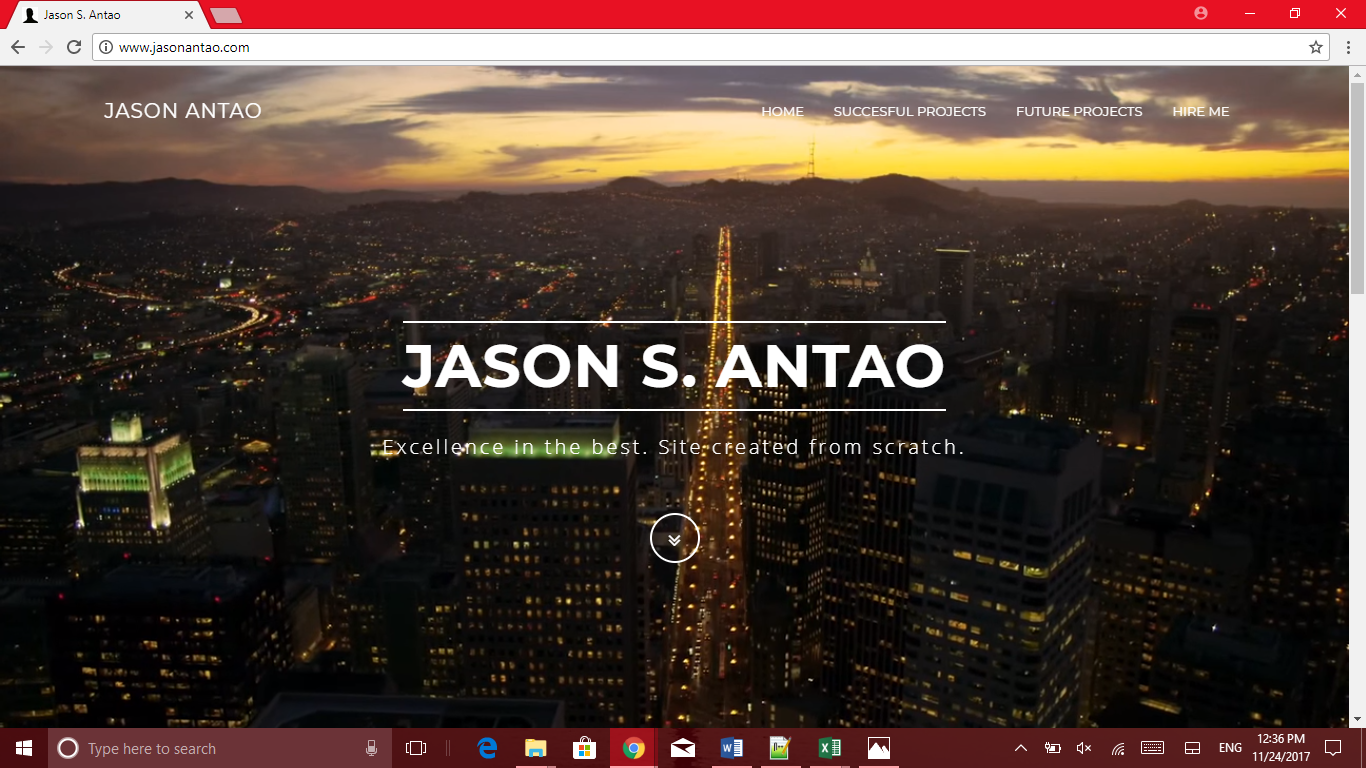 Jason S. Antao
www.jasonantao.com
JASON ANTAO
HOME SUCCESFUL PROJECTS FUTURE PROJECTS HIRE ME
JASON S. ANTAO
Excellence in the best. Site created from scratch.
Type here to search
ENG
12:36 PM
11/24/2017